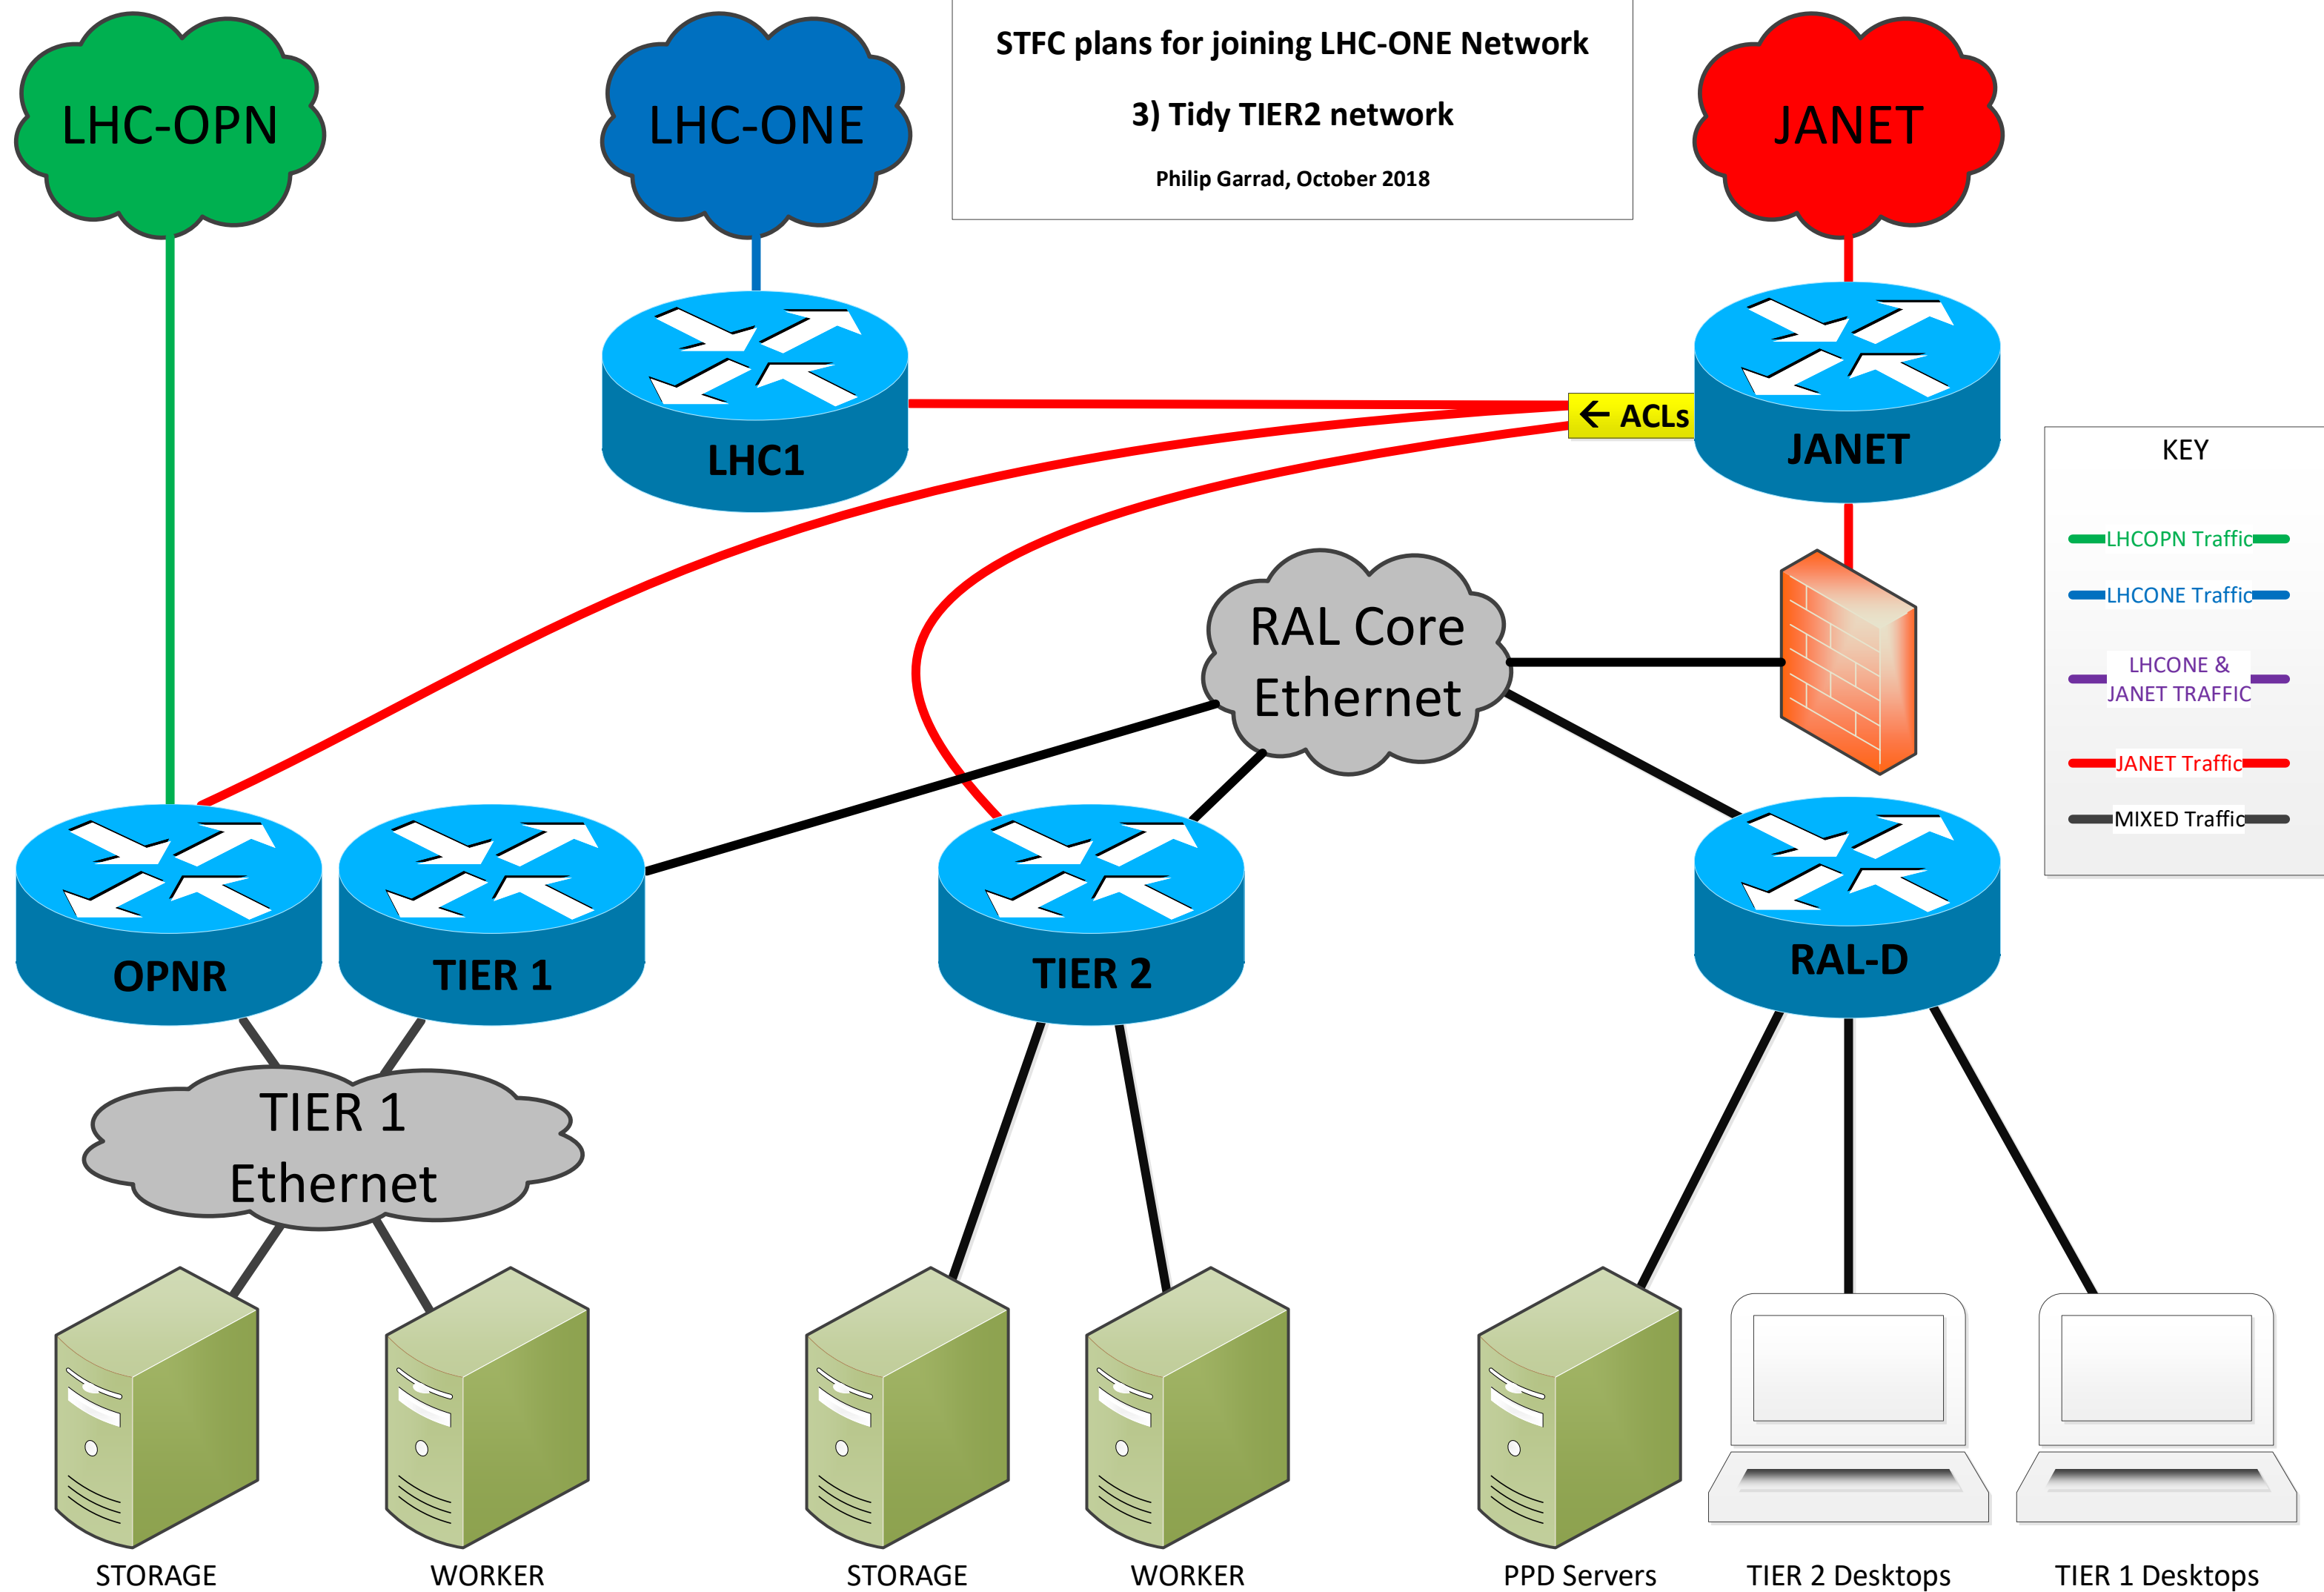 STFC plans for joining LHC-ONE Network
3) Tidy TIER2 network
Philip Garrad, October 2018
LHC-OPN
LHC-ONE
JANET
LHC1
← ACLs
JANET
KEY
LHCOPN Traffic
LHCONE Traffic
LHCONE &
JANET TRAFFIC
JANET Traffic
MIXED Traffic
RAL Core
Ethernet
OPNR
TIER 1
TIER 2
RAL-D
TIER 1
Ethernet
STORAGE
WORKER
STORAGE
WORKER
PPD Servers
TIER 2 Desktops
TIER 1 Desktops